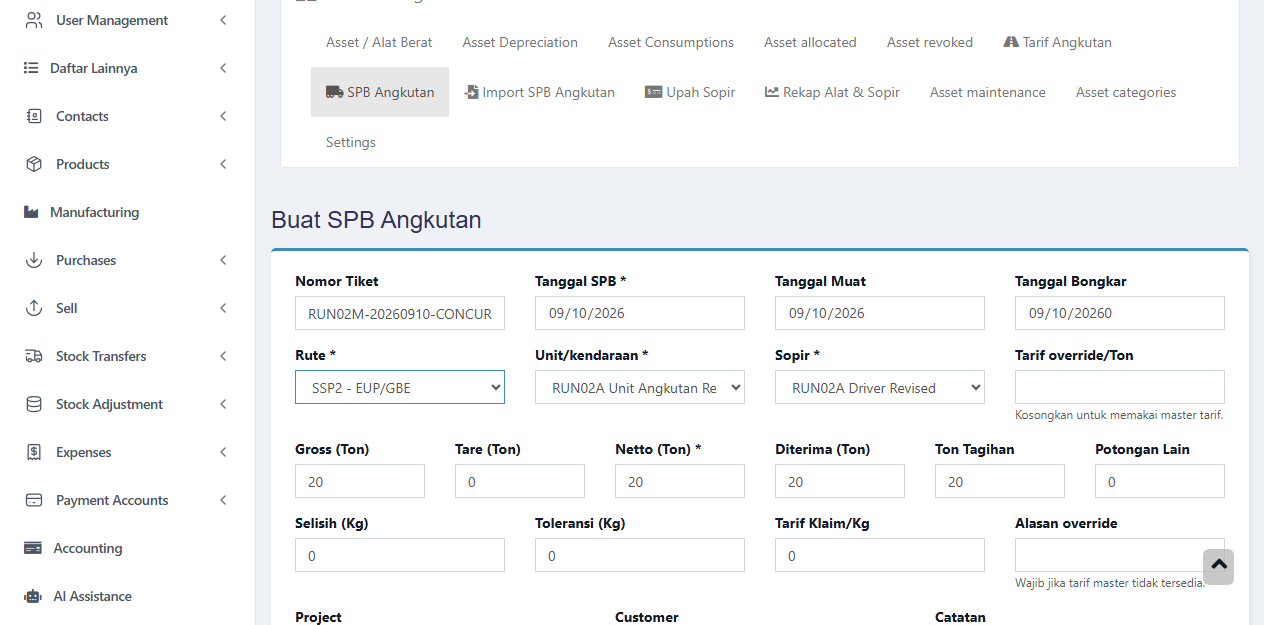 User Management
Daftar Lainnya
Contacts
Products
Manufacturing
Purchases
Sell
Stock Transfers
Stock Adjustment
Expenses
Payment Accounts
Accounting
AI Assistance
Asset / Alat Berat Asset Depreciation Asset Consumptions Asset allocated Asset revoked Tarif Angkutan
SPB Angkutan Import SPB Angkutan Upah Sopir Rekap Alat & Sopir Asset maintenance Asset categories
Settings
Buat SPB Angkutan
Nomor Tiket Tanggal SPB * Tanggal Muat Tanggal Bongkar
RUN02M-20260910-CONCUR 09/10/2026 09/10/2026 09/10/20260
Rute * Unit/kendaraan * Sopir * Tarif override/Ton
SSP2 - EUP/GBE RUN02A Unit Angkutan Re RUN02A Driver Revised
Kosongkan untuk memakai master tarif.
Gross (Ton) Tare (Ton) Netto (Ton) * Diterima (Ton) Ton Tagihan Potongan Lain
20 0 20 20 20 0
Selisih (Kg) Toleransi (Kg) Tarif Klaim/Kg Alasan override
0 0 0
Wajib jika tarif master tidak tersedia.
Project Customer Catatan